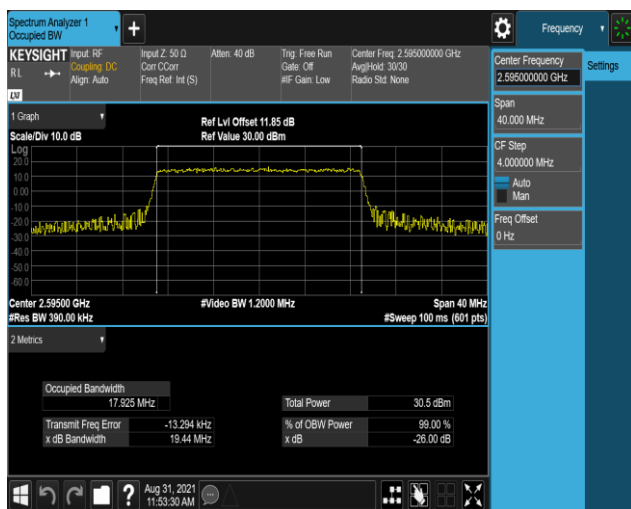 Spectrum Analyzer 1
Occupied BW
Frequency
KEYSIGHT
Input: RF
Coupling: DC
Align: Auto
Input Z: 50 Ω
Corr CCorr
Freq Ref: Int (S)
Atten: 40 dB
Trig: Free Run
Gate: Off
#IF Gain: Low
Center Freq: 2.595000000 GHz
Avg|Hold: 30/30
Radio Std: None
RL
LXI
Center Frequency
2.595000000 GHz
Settings
Span
40.000 MHz
CF Step
4.000000 MHz
Auto
Man
Freq Offset
0 Hz
1 Graph
Scale/Div 10.0 dB
Ref Lvl Offset 11.85 dB
Ref Value 30.00 dBm
Log
20.0
10.0
0.00
-10.0
-20.0
-30.0
-40.0
-50.0
-60.0
Center 2.59500 GHz
#Res BW 390.00 kHz
#Video BW 1.2000 MHz
Span 40 MHz
#Sweep 100 ms (601 pts)
2 Metrics
Occupied Bandwidth
17.925 MHz
Total Power 30.5 dBm
Transmit Freq Error -13.294 kHz
% of OBW Power 99.00 %
x dB Bandwidth 19.44 MHz
x dB -26.00 dB
?
Aug 31, 2021
11:53:30 AM